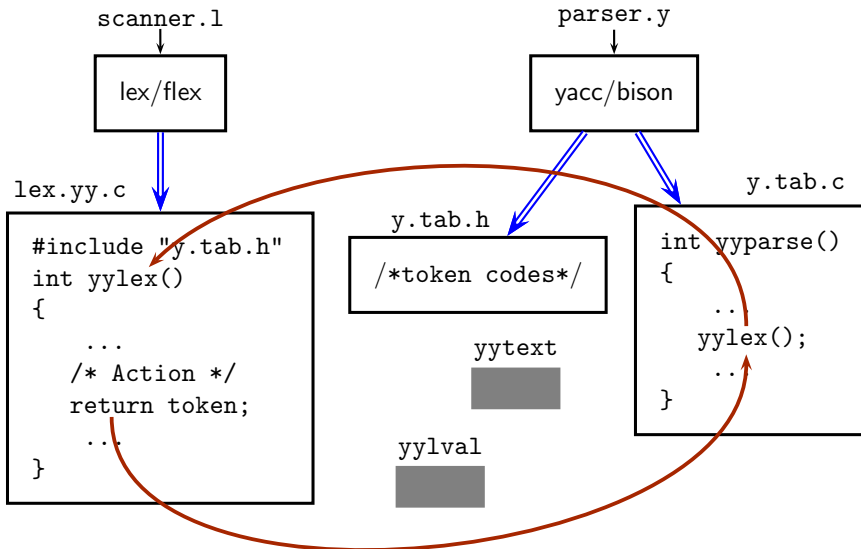 scanner.l
parser.y
lex/flex
yacc/bison
lex.yy.c
#include "y.tab.h"
int yylex()
{
...
/* Action */
return token;
...
}
y.tab.h
/*token codes*/
yytext
yylval
y.tab.c
int yyparse()
{
...
yylex();
...
}